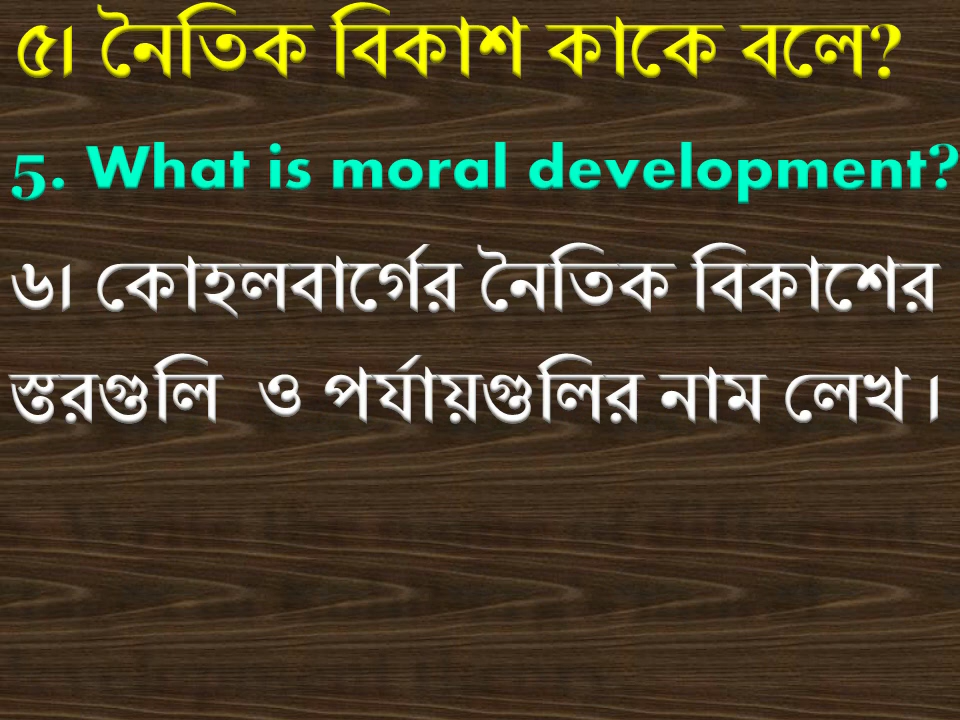 ৫। নৈতিক বিকাশ কাকে বলে?
5. What is moral development?
৬। কোহলবার্গের নৈতিক বিকাশের
স্তরগুলি ও পর্যায়গুলির নাম লেখ।